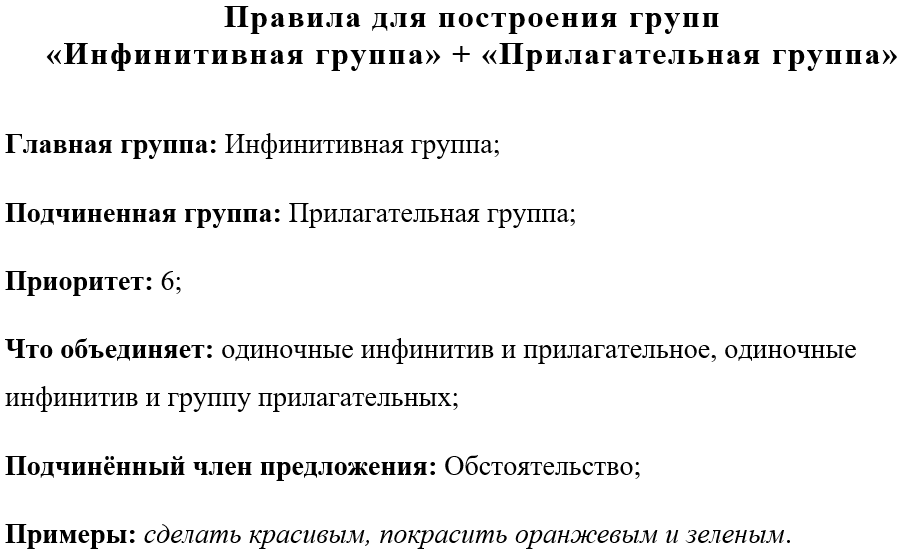 Правила для построения групп
«Инфинитивная группа» + «Прилагательная группа»
Главная группа: Инфинитивная группа;
Подчиненная группа: Прилагательная группа;
Приоритет: 6;
Что объединяет: одиночные инфинитив и прилагательное, одиночные
инфинитив и группу прилагательных;
Подчинённый член предложения: Обстоятельство;
Примеры: сделать красивым, покрасить оранжевым и зеленым.